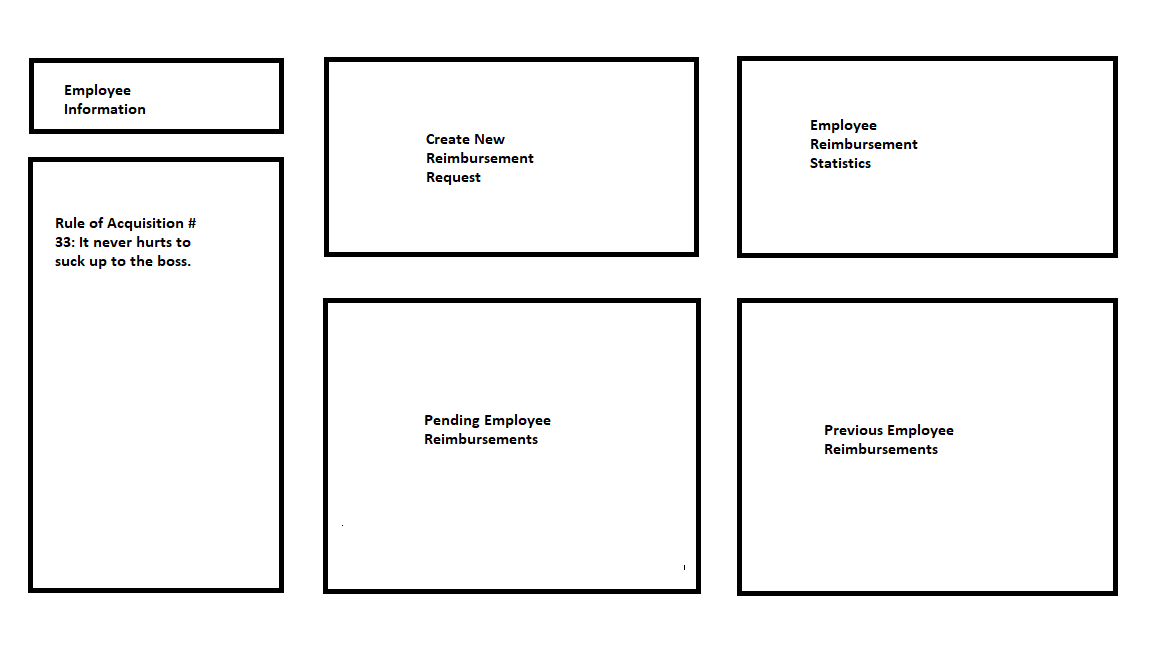 Employee
Information
Rule of Acquisition #
33: It never hurts to
suck up to the boss.
Create New
Reimbursement
Request
Employee
Reimbursement
Statistics
Pending Employee
Reimbursements
Previous Employee
Reimbursements